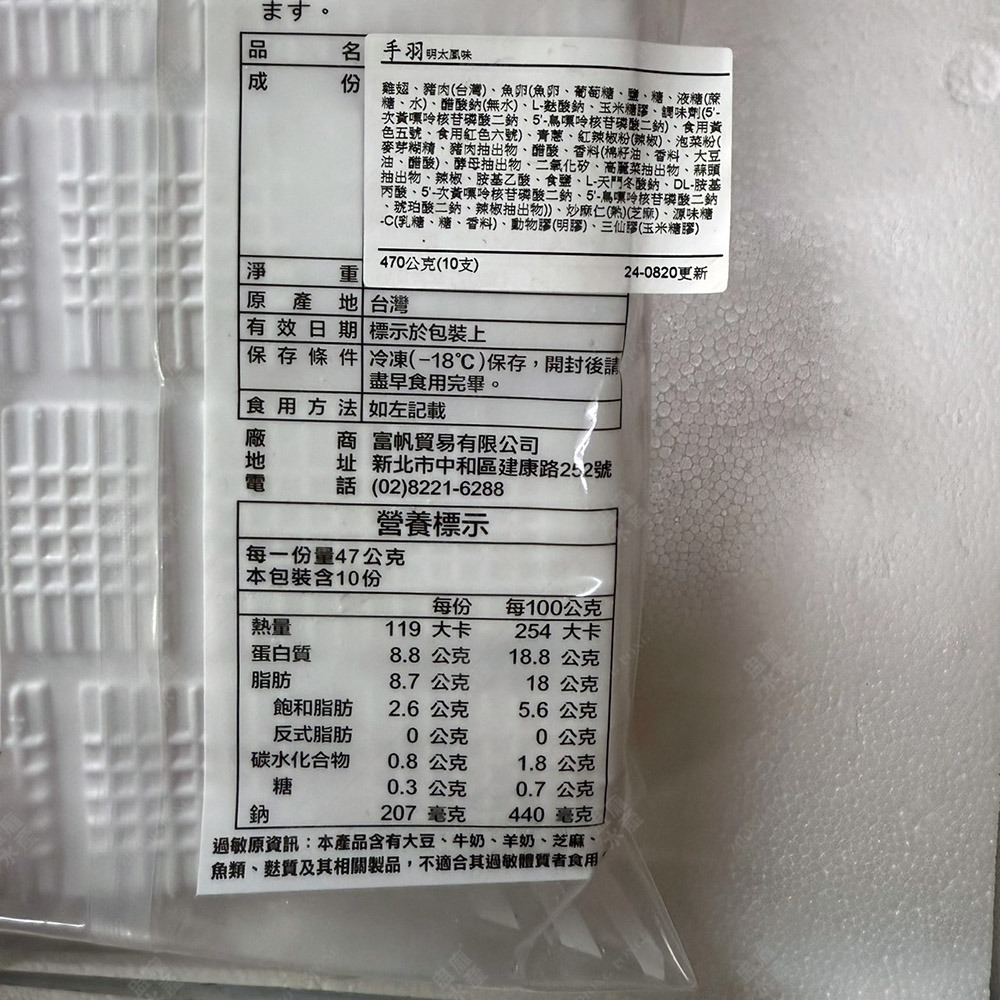 ます。
品名 手羽明太風味
成份
雞翅、豬肉(台灣)、魚卵(魚卵、葡萄糖、鹽、糖、液糖(蔗
糖、水)、醋酸鈉(無水)、L-麩酸鈉、玉米糖膠、調味劑(5'-
次黃嘌呤核苷磷酸二鈉、5'-鳥嘌呤核苷磷酸二鈉)、食用黃
色五號、食用紅色六號)、青蔥、紅辣椒粉(辣椒)、泡菜粉(
麥芽糊精、豬肉抽出物、醋酸、香料(棉籽油、香料、大豆
油、醋酸)、酵母抽出物、二氧化矽、高麗菜抽出物、蒜頭
抽出物、辣椒、胺基乙酸、食鹽、L-天門冬酸鈉、DL-胺基
丙酸、5'-次黃嘌呤核苷磷酸二鈉、5'-鳥嘌呤核苷磷酸二鈉
、琥珀酸二鈉、辣椒抽出物))、炒麻仁(熟)(芝麻)、源味糖
-C(乳糖、糖、香料)、動物膠(明膠)、三仙膠(玉米糖膠)
淨重 470公克(10支) 24-0820更新
原產地 台灣
有效日期 標示於包裝上
保存條件 冷凍(-18℃)保存，開封後請
盡早食用完畢。
食用方法 如左記載
廠商 富帆貿易有限公司
地址 新北市中和區建康路252號
電話 (02)8221-6288
營養標示
每一份量47公克
本包裝含10份
每份 每100公克
熱量 119 大卡 254 大卡
蛋白質 8.8 公克 18.8 公克
脂肪 8.7 公克 18 公克
飽和脂肪 2.6 公克 5.6 公克
反式脂肪 0 公克 0 公克
碳水化合物 0.8 公克 1.8 公克
糖 0.3 公克 0.7 公克
鈉 207 毫克 440 毫克
過敏原資訊：本產品含有大豆、牛奶、羊奶、芝麻、
魚類、麩質及其相關製品，不適合其過敏體質者食用